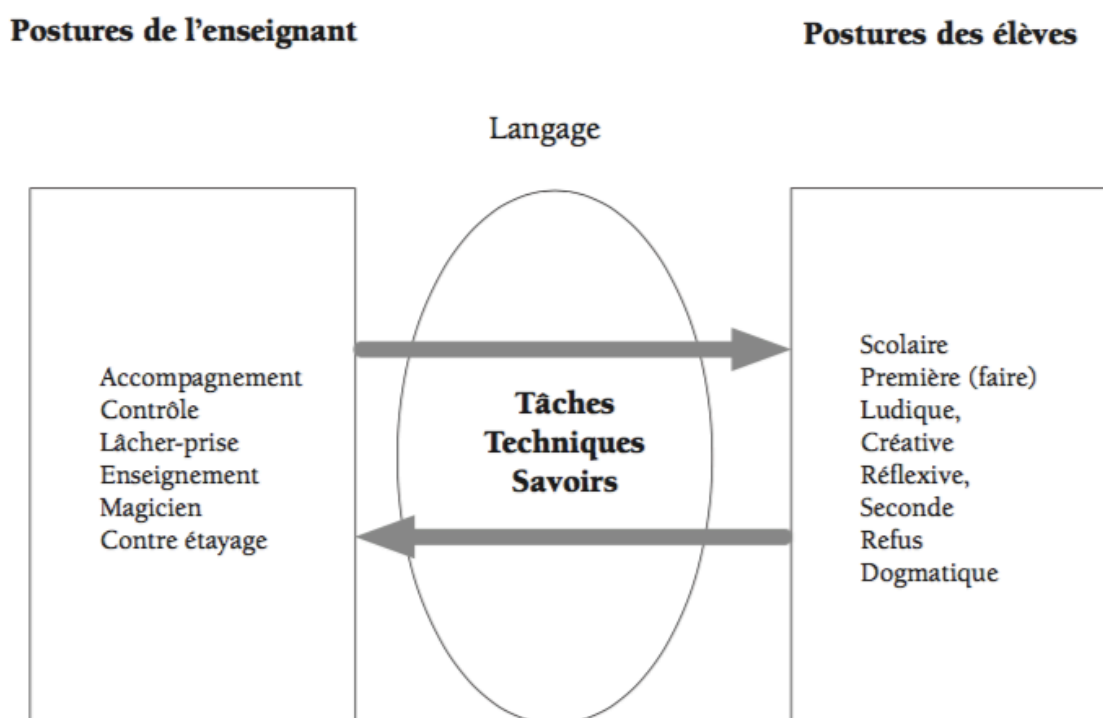 Postures de l'enseignant
Postures des élèves
Langage
Accompagnement
Contrôle
Lâcher-prise
Enseignement
Magicien
Contre étayage
Tâches
Techniques
Savoirs
Scolaire
Première (faire)
Ludique,
Créative
Réflexive,
Seconde
Refus
Dogmatique